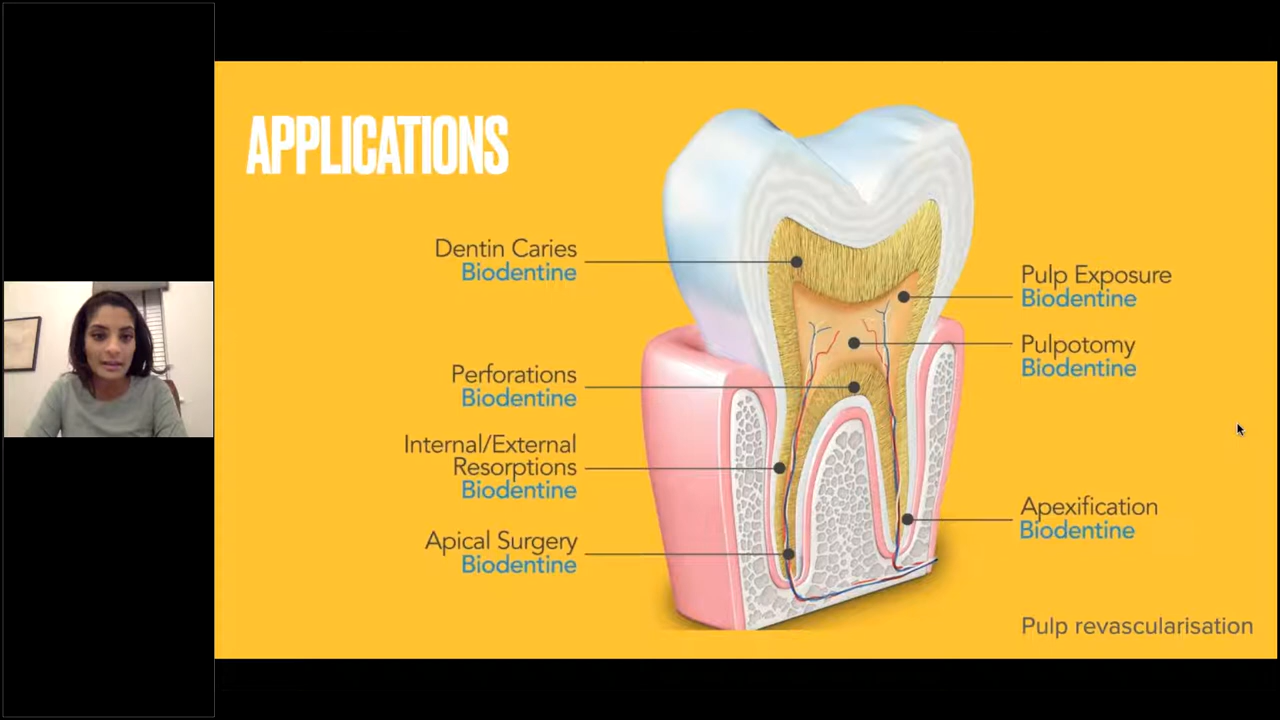 APPLICATIONS
Dentin Caries
Biodentine
Perforations
Biodentine
Internal/External
Resorptions
Biodentine
Apical Surgery
Biodentine
Pulp Exposure
Biodentine
Pulpotomy
Biodentine
Apexification
Biodentine
Pulp revascularisation